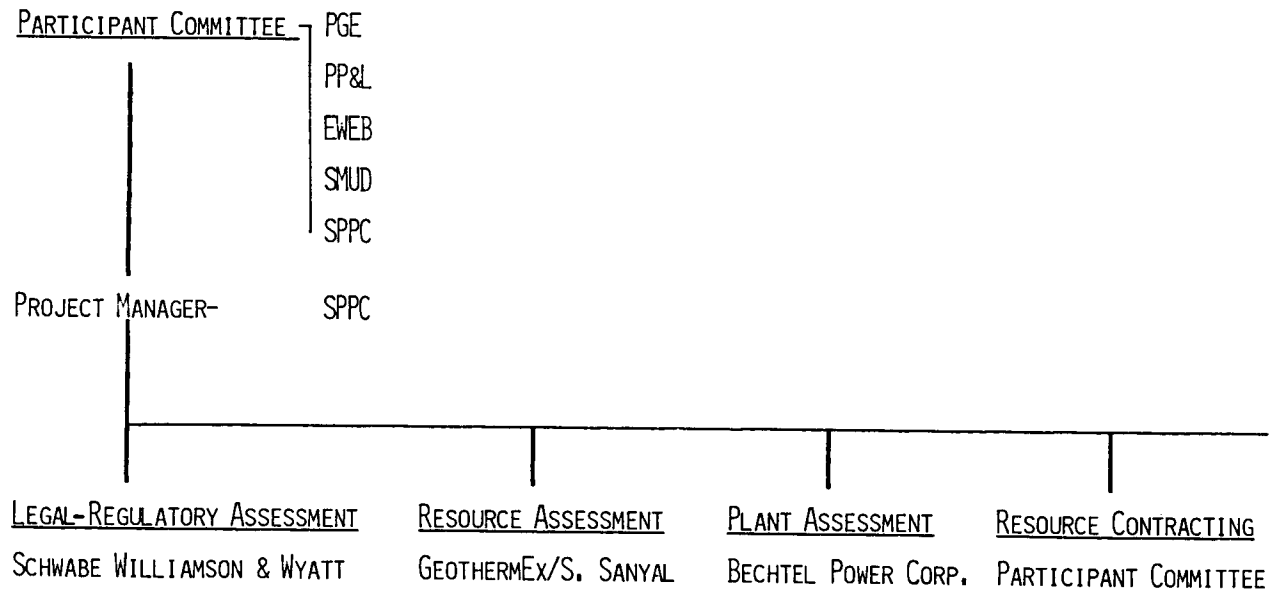 PARTICIPANT COMMITTEE PGE
PP&L
EWEB
SMUD
SPPC
PROJECT MANAGER- SPPC
LEGAL-REGULATORY ASSESSMENT RESOURCE ASSESSMENT PLANT ASSESSMENT RESOURCE CONTRACTING
SCHWABE WILLIAMSON & WYATT GEOTHERMEX/S. SANYAL BECHTEL POWER CORP. PARTICIPANT COMMITTEE